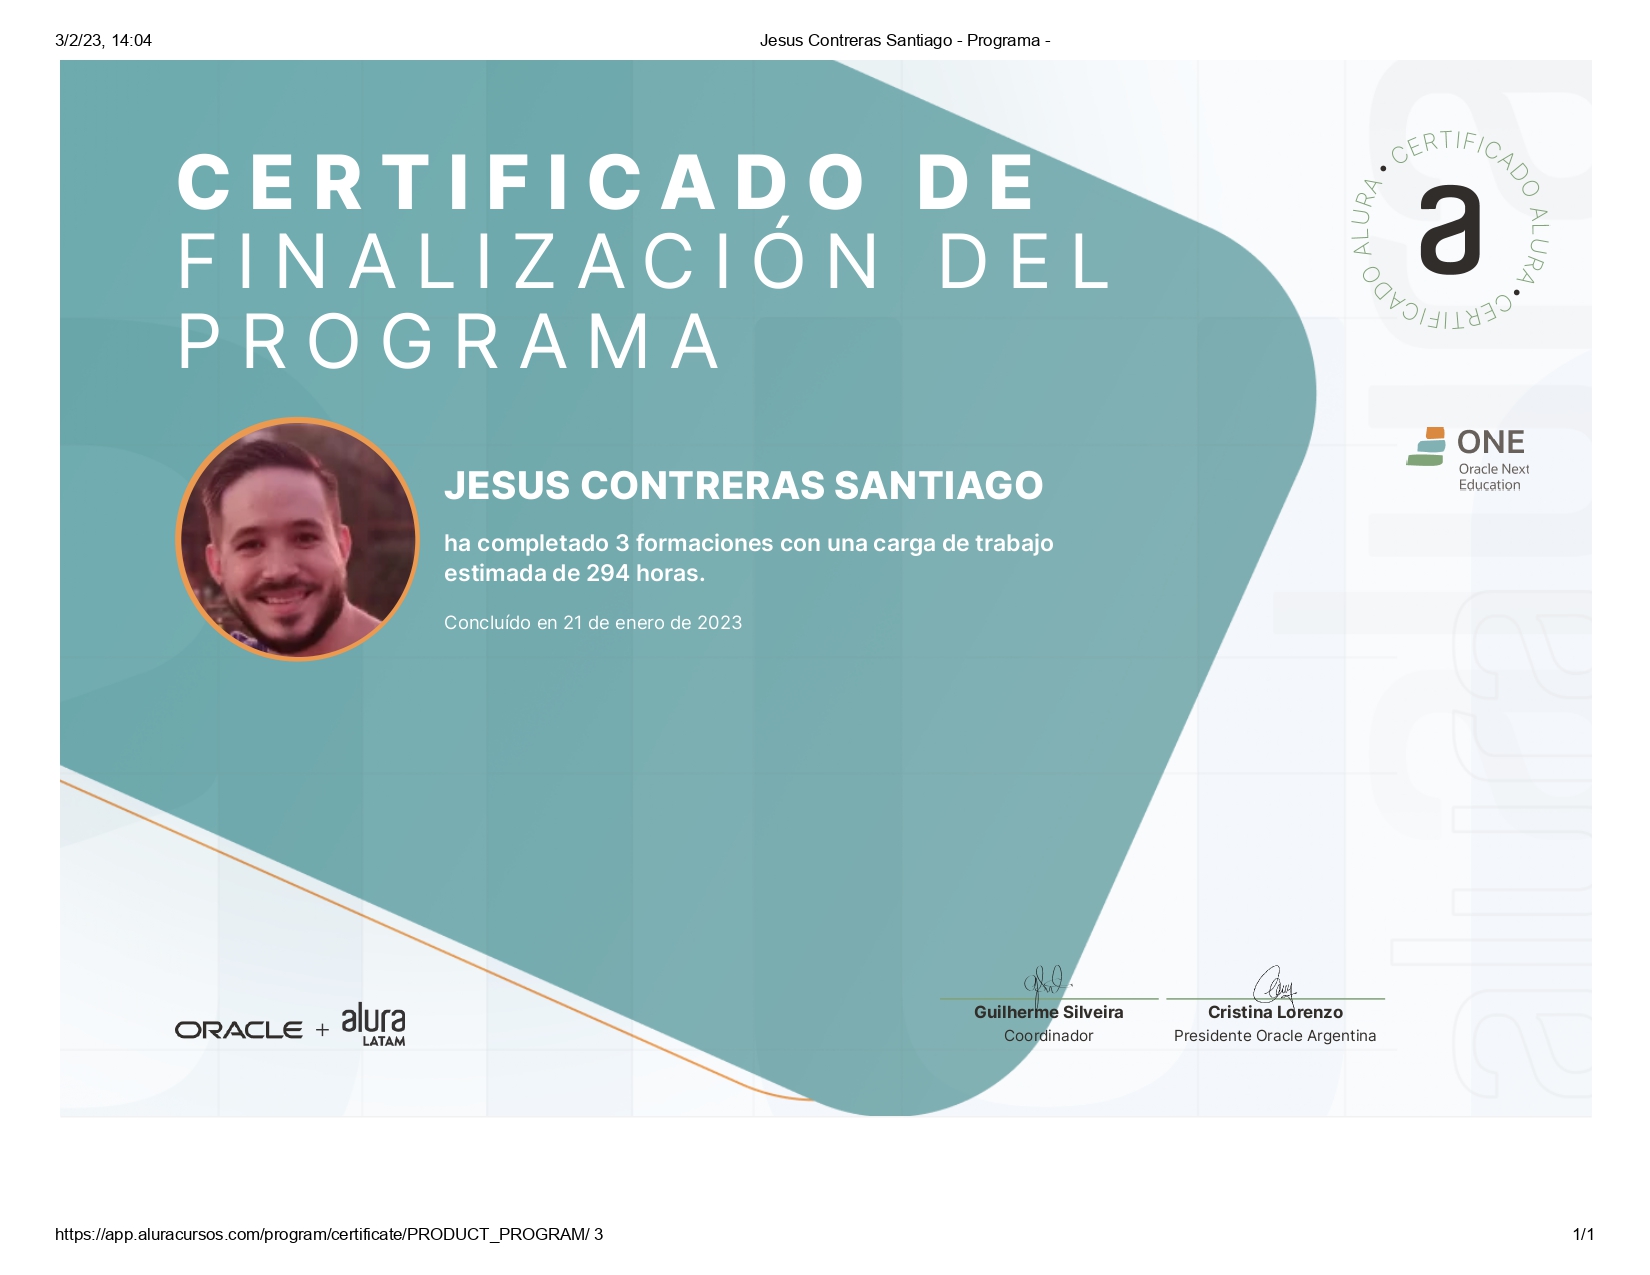 3/2/23, 14:04
Jesus Contreras Santiago - Programa -
CERTIFICADO DE
FINALIZACIÓN DEL
PROGRAMA
CERTIFICADO ALURA • CERTIFICADO ALURA •
a
ONE
Oracle Next
Education
JESUS CONTRERAS SANTIAGO
ha completado 3 formaciones con una carga de trabajo
estimada de 294 horas.
Concluído en 21 de enero de 2023
alura
alura
ORACLE + alura
LATAM
Guilherme Silveira
Coordinador
Cristina Lorenzo
Presidente Oracle Argentina
https://app.aluracursos.com/program/certificate/PRODUCT_PROGRAM/ 3
1/1